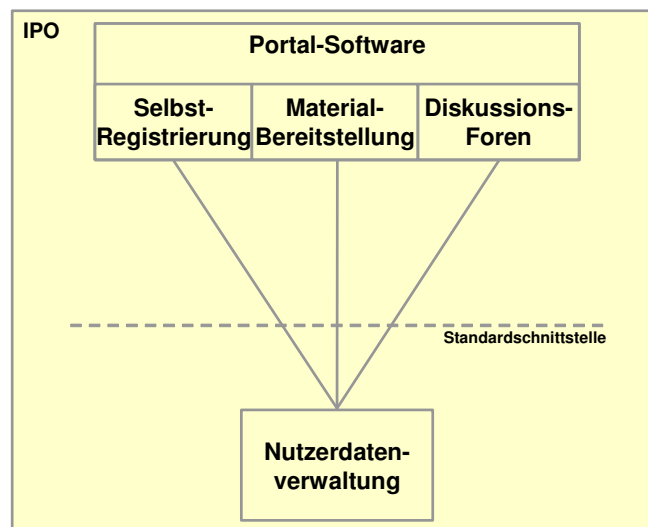 IPO
Portal-Software
Selbst-
Registrierung
Material-
Bereitstellung
Diskussions-
Foren
Standardschnittstelle
Nutzerdaten-
verwaltung